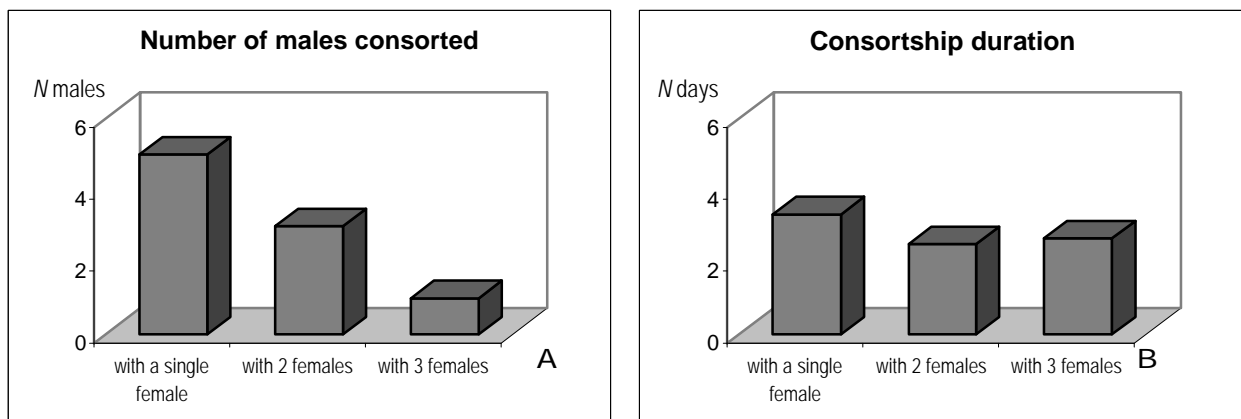 Number of males consorted
N males
6
4
2
0
with a single
female
with 2 females
with 3 females
A
Consortship duration
N days
6
4
2
0
with a single
female
with 2 females
with 3 females
B